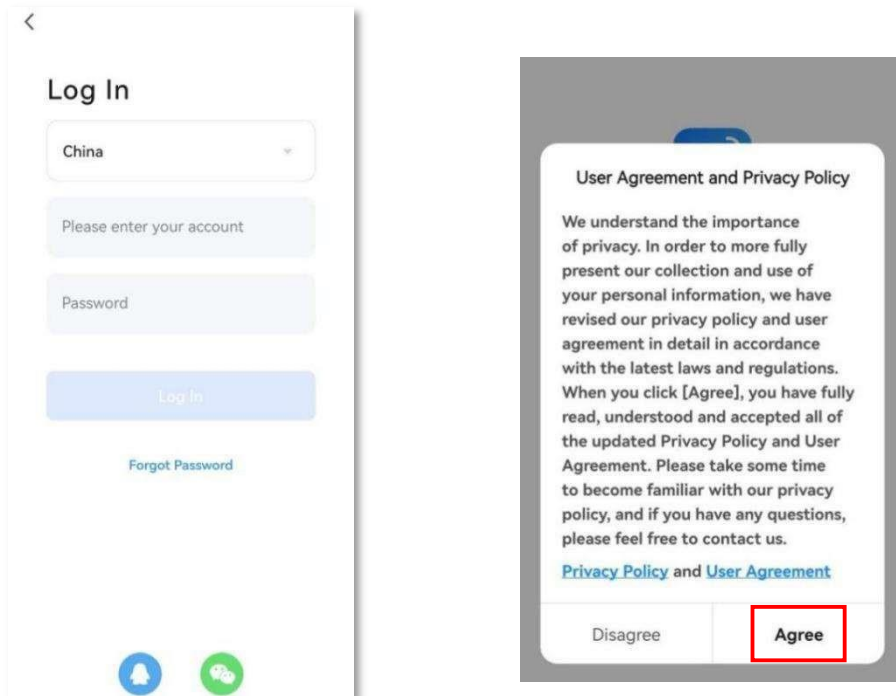 Log In
China
Please enter your account
Password
Log In
Forgot Password
User Agreement and Privacy Policy
We understand the importance
of privacy. In order to more fully
present our collection and use of
your personal information, we have
revised our privacy policy and user
agreement in detail in accordance
with the latest laws and regulations.
When you click [Agree], you have fully
read, understood and accepted all of
the updated Privacy Policy and User
Agreement. Please take some time
to become familiar with our privacy
policy, and if you have any questions,
please feel free to contact us.
Privacy Policy and User Agreement
Disagree
Agree